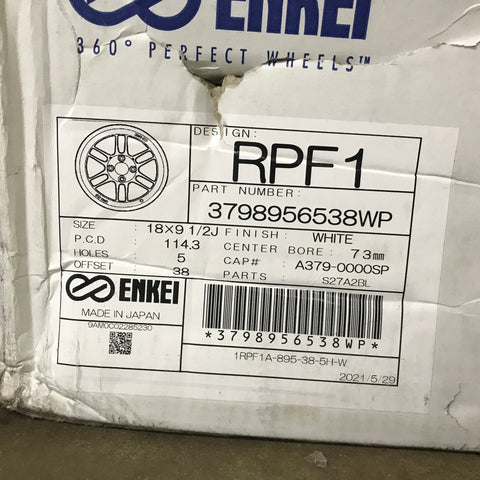 ENKEI
360° PERFECT WHEELS™
DESIGN:
RPF1
PART NUMBER:
3798956538WP
SIZE : 18×9 1/2J FINISH: WHITE
P.C.D : 114.3 CENTER BORE: 73mm
HOLES : 5 CAP# : A379-0000SP
OFFSET : 38 PARTS : S27A2BL
ENKEI
MADE IN JAPAN
9AM0C02285230
*3798956538WP*
1RPF1A-895-38-5H-W
2021/5/29